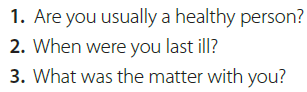 1. Are you usually a healthy person?
2. When were you last ill?
3. What was the matter with you?